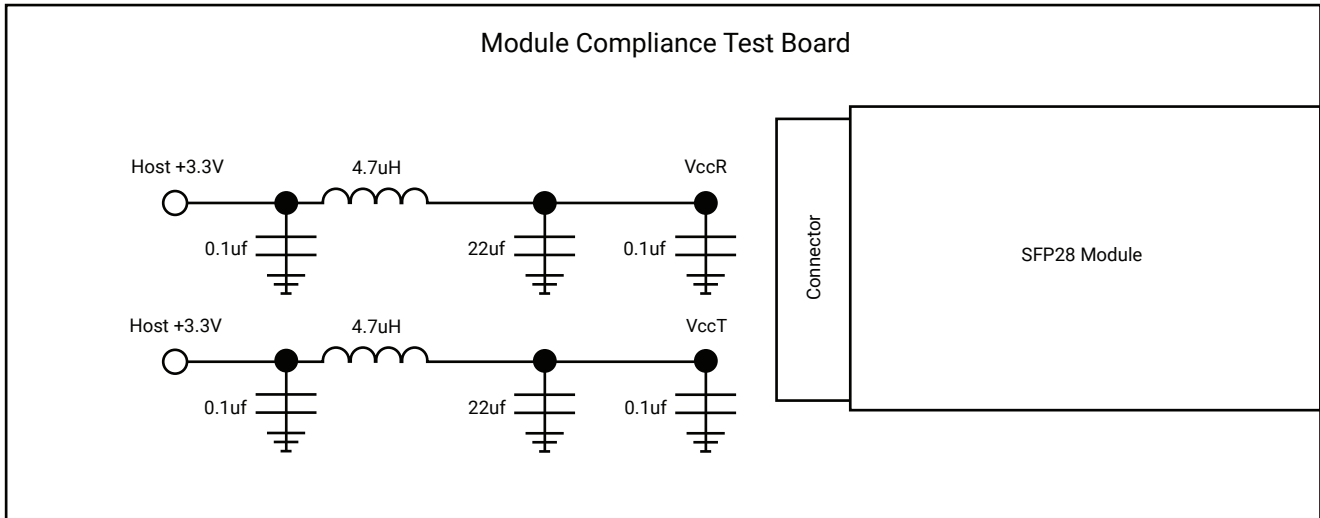 Module Compliance Test Board
Host +3.3V
4.7uH
VccR
0.1uf
22uf
0.1uf
Host +3.3V
4.7uH
VccT
0.1uf
22uf
0.1uf
Connector
SFP28 Module